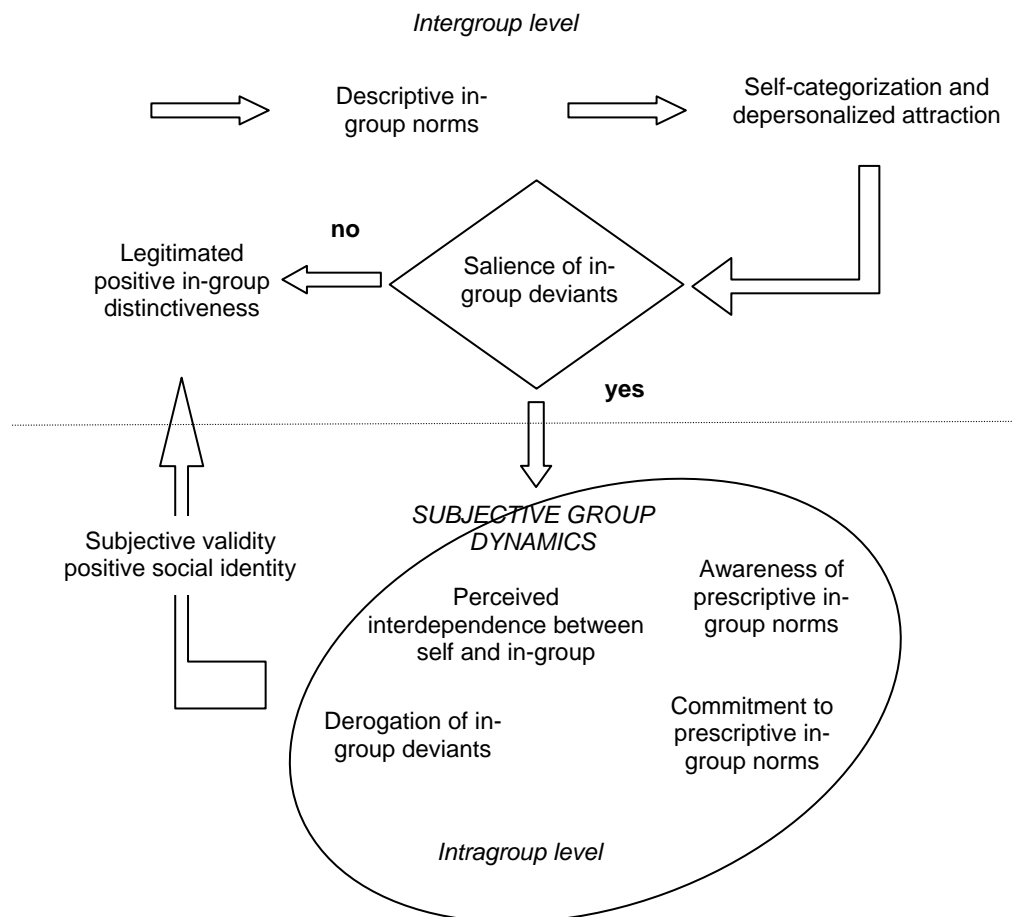 Intergroup level
Descriptive in-
group norms
Self-categorization and
depersonalized attraction
no
Legitimated
positive in-group
distinctiveness
Salience of in-
group deviants
yes
SUBJECTIVE GROUP
DYNAMICS
Subjective validity
positive social identity
Perceived
interdependence between
self and in-group
Awareness of
prescriptive in-
group norms
Derogation of in-
group deviants
Commitment to
prescriptive in-
group norms
Intragroup level